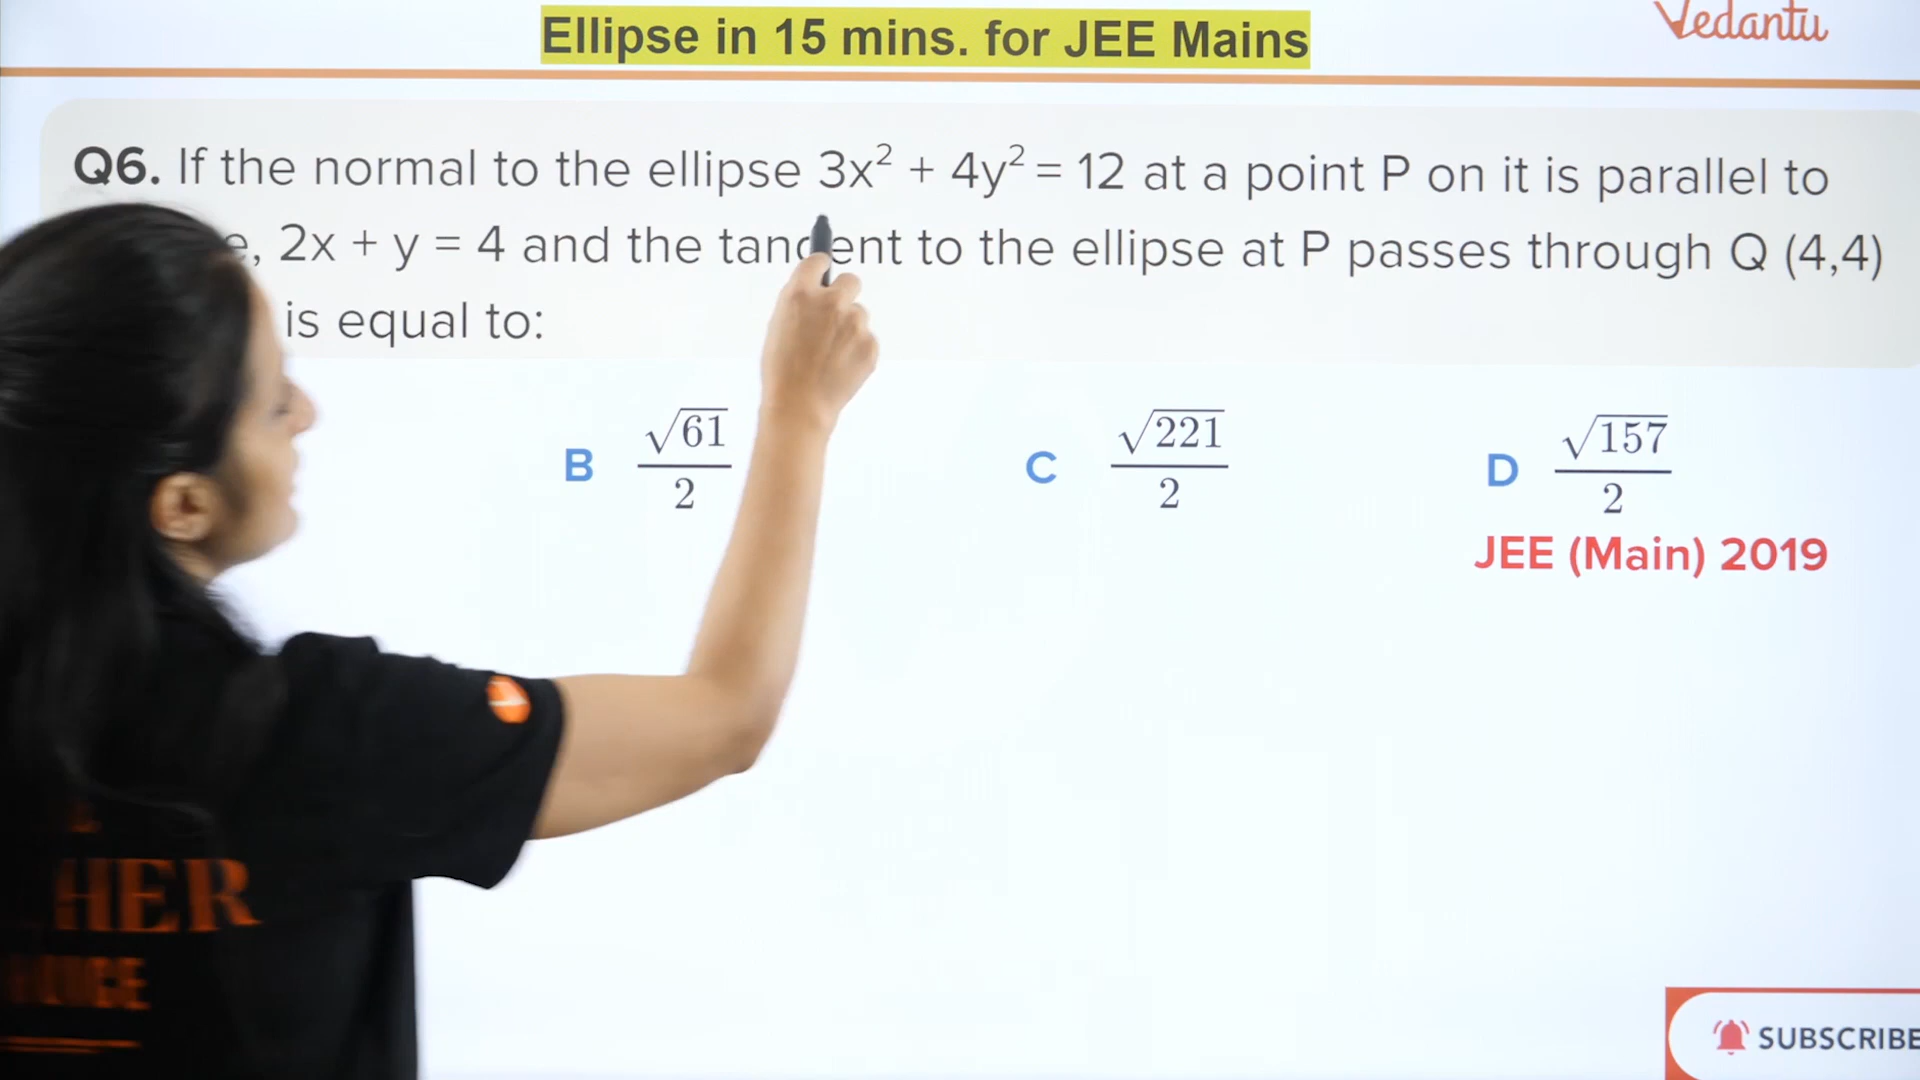 Ellipse in 15 mins. for JEE Mains
Vedantu
Q6. If the normal to the ellipse 3x² + 4y² = 12 at a point P on it is parallel to
e, 2x + y = 4 and the tangent to the ellipse at P passes through Q (4,4)
is equal to:
B √61/2
C √221/2
D √157/2
JEE (Main) 2019
HER
SUBSCRIBE